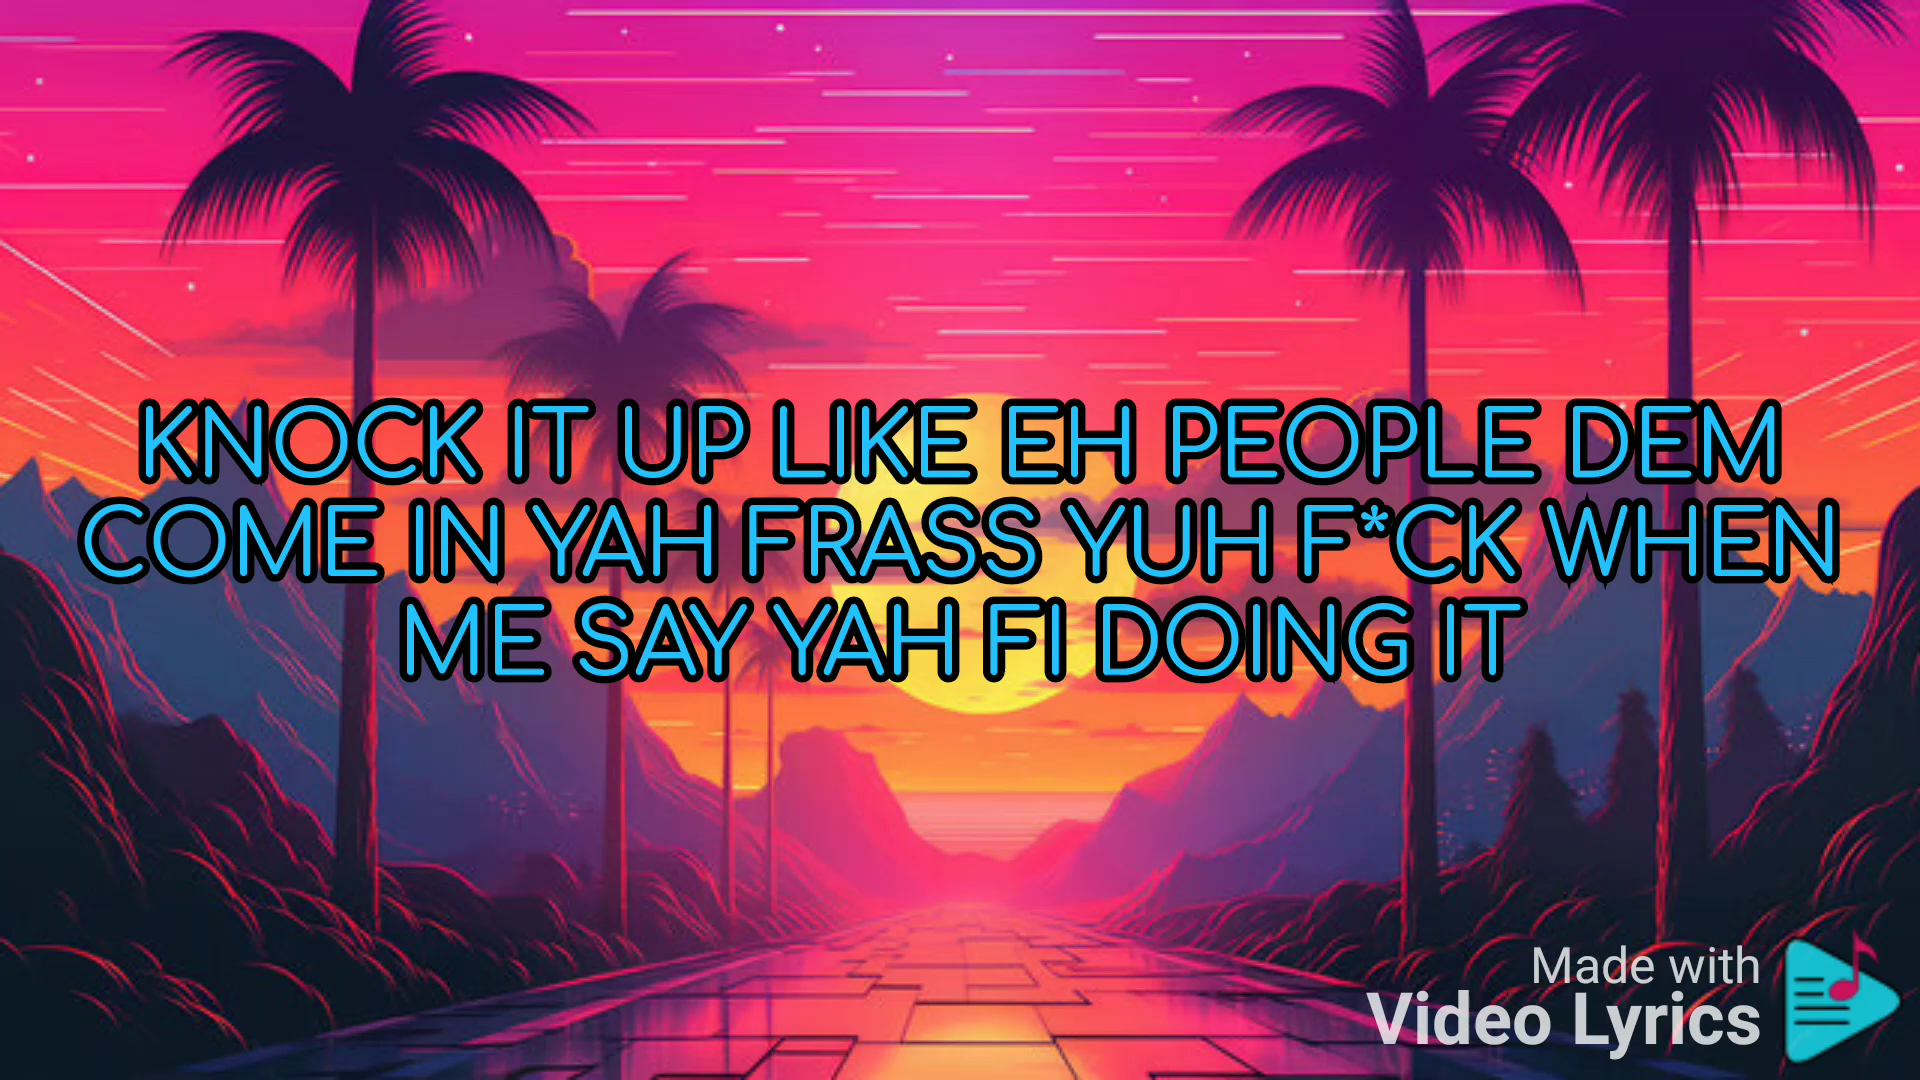 KNOCK IT UP LIKE EH PEOPLE DEM
COME IN YAH FRASS YUH F*CK WHEN
ME SAY YAH FI DOING IT
Made with
Video Lyrics